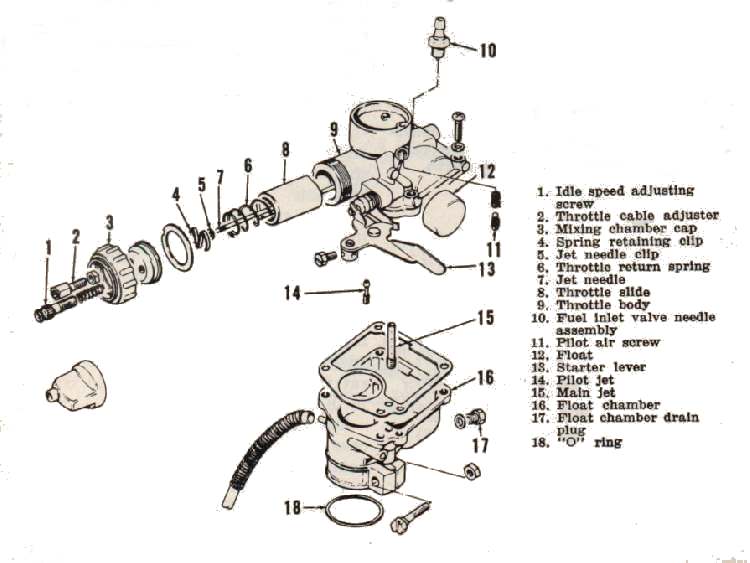 10
9
8
7
6
5
4
3
2
1
12
11
13
14
15
16
17
18
1. Idle speed adjusting
screw
2. Throttle cable adjuster
3. Mixing chamber cap
4. Spring retaining clip
5. Jet needle clip
6. Throttle return spring
7. Jet needle
8. Throttle slide
9. Throttle body
10. Fuel inlet valve needle
assembly
11. Pilot air screw
12. Float
13. Starter lever
14. Pilot jet
15. Main jet
16. Float chamber
17. Float chamber drain
plug
18. "O" ring